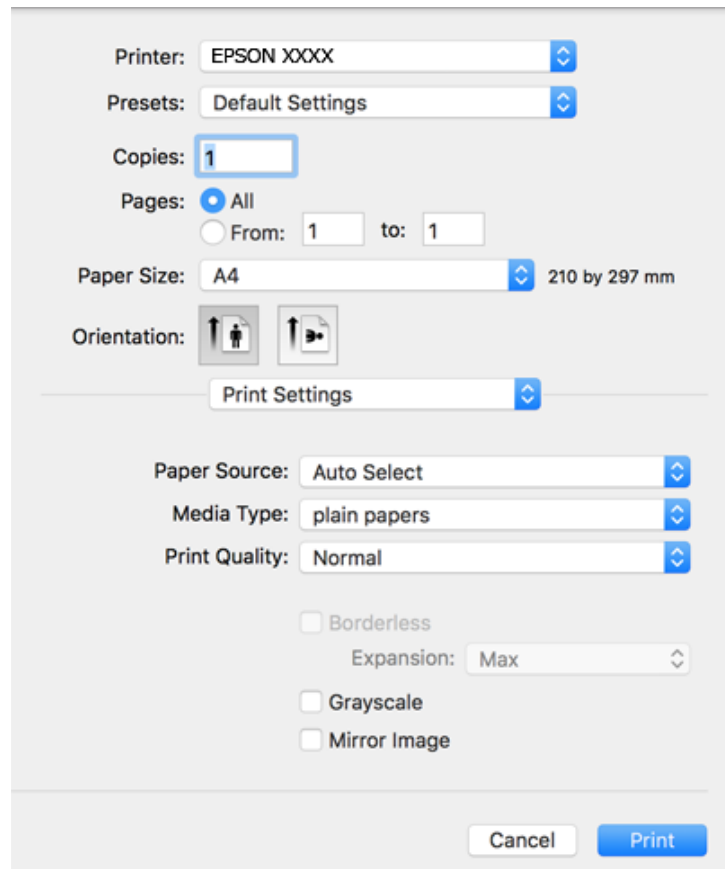 Printer: EPSON XXXX
Presets: Default Settings
Copies: 1
Pages: All
From: 1 to: 1
Paper Size: A4 210 by 297 mm
Orientation:
Print Settings
Paper Source: Auto Select
Media Type: plain papers
Print Quality: Normal
Borderless
Expansion: Max
Grayscale
Mirror Image
Cancel Print